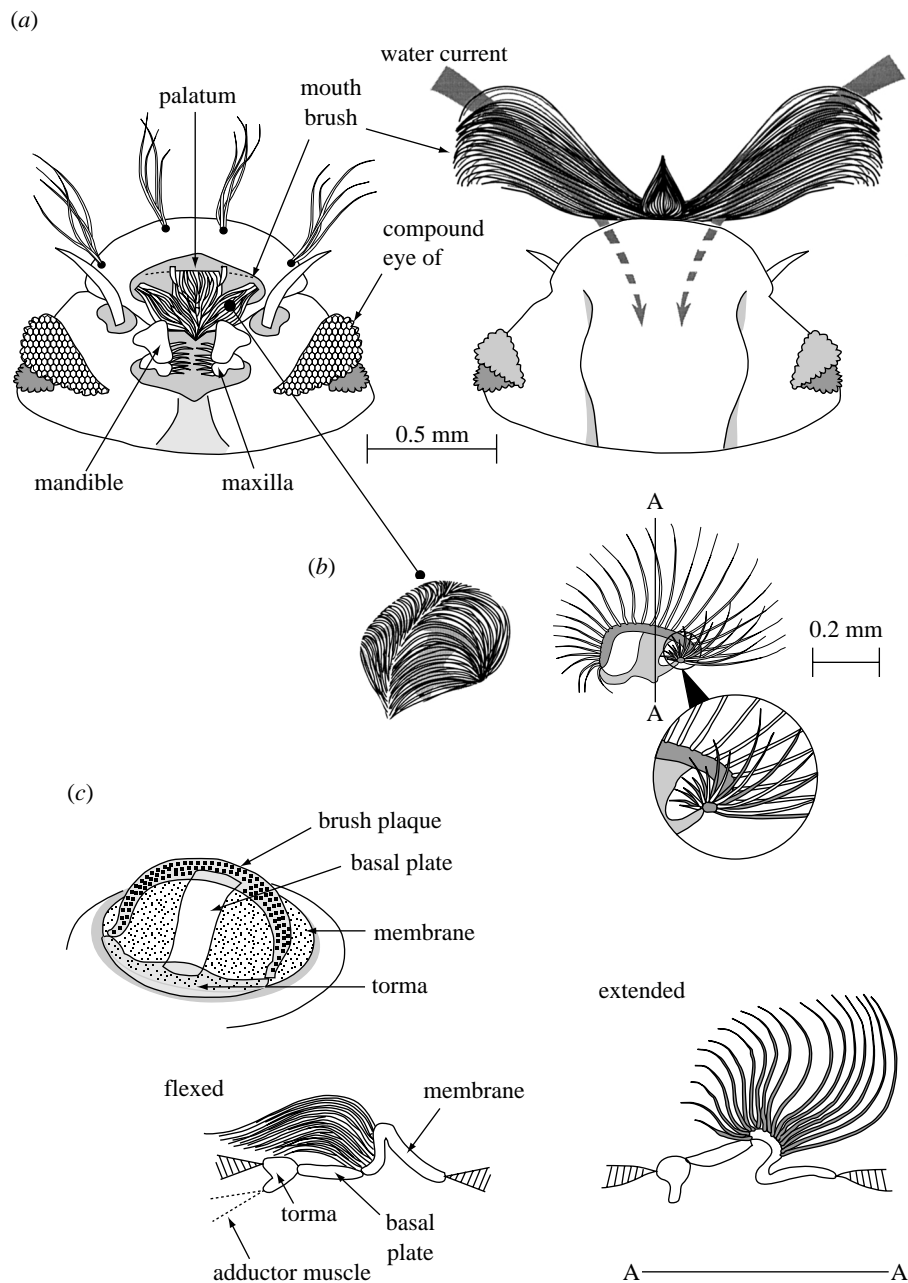 (a)
water current
palatum
mouth
brush
compound
eye of
0.5 mm
mandible
maxilla
A
(b)
0.2 mm
A
(c)
brush plaque
basal plate
membrane
torma
extended
flexed
membrane
torma
basal
plate
adductor muscle
A
A